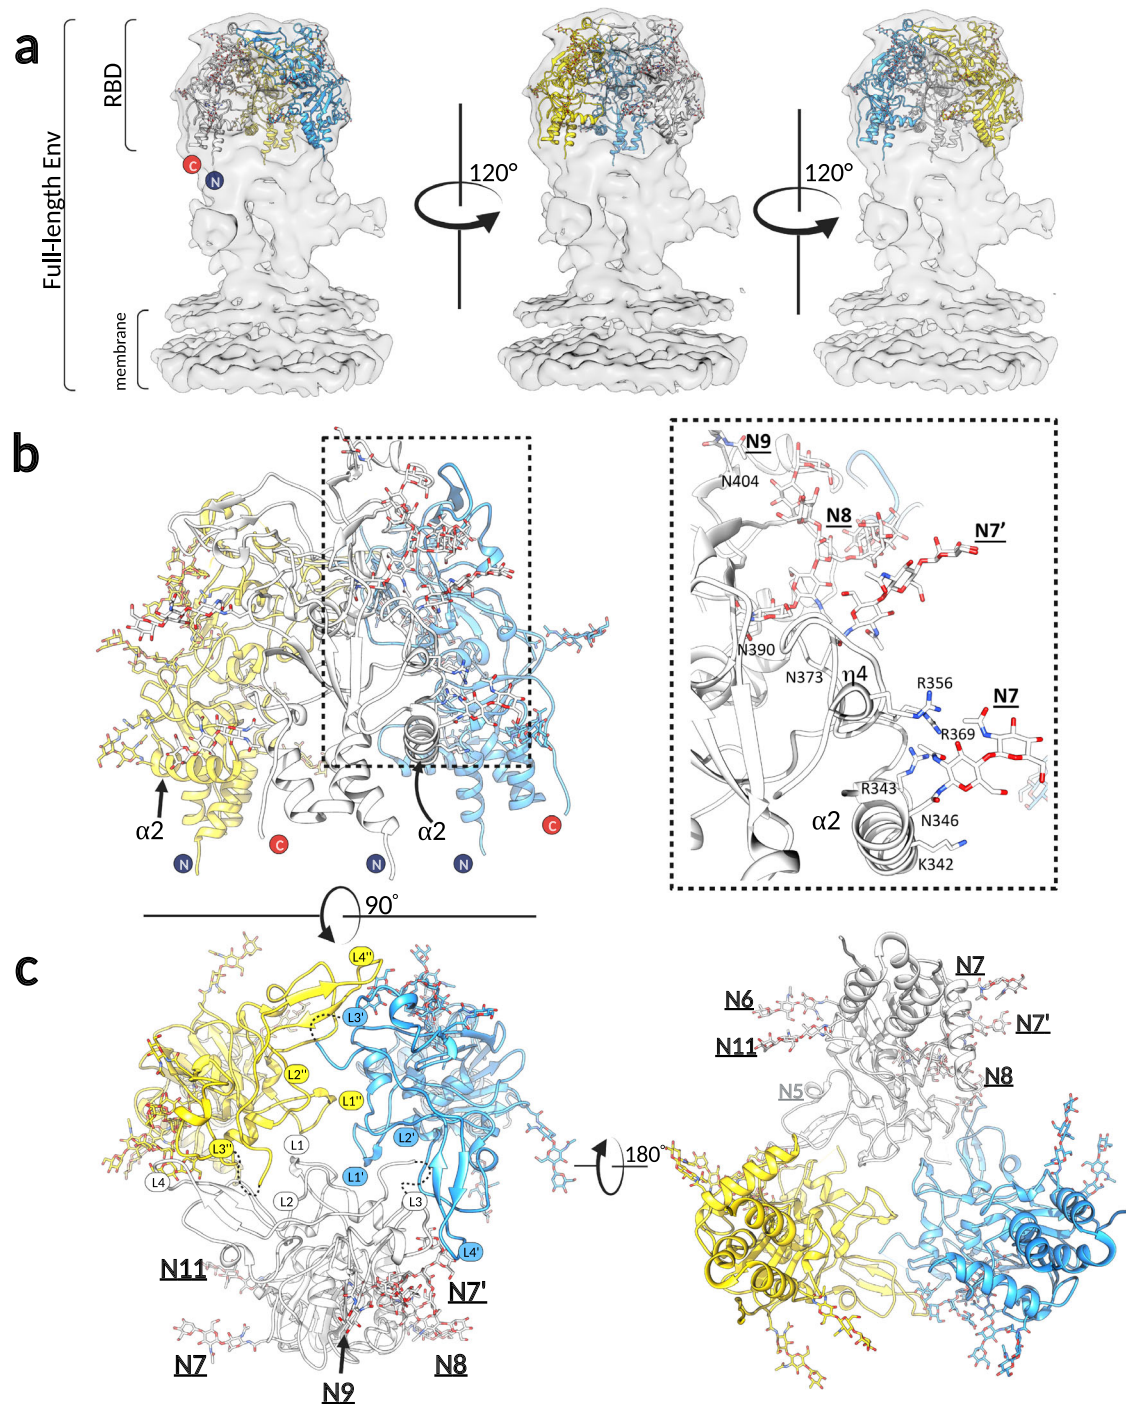 a
Full-length Env
RBD
membrane
C
N
120°
120°
b
N9
N404
N8
N7’
N390
N373
η4
R356
N7
R369
R343
N346
α2
K342
α2
α2
N
C
N
N
C
90°
c
L4''
L3'
L2''
L1''
L3''
L1
L2'
L4
L1'
L2
L3
L4'
N11
N7'
N7
N8
N9
180°
N7
N6
N7'
N11
N5
N8